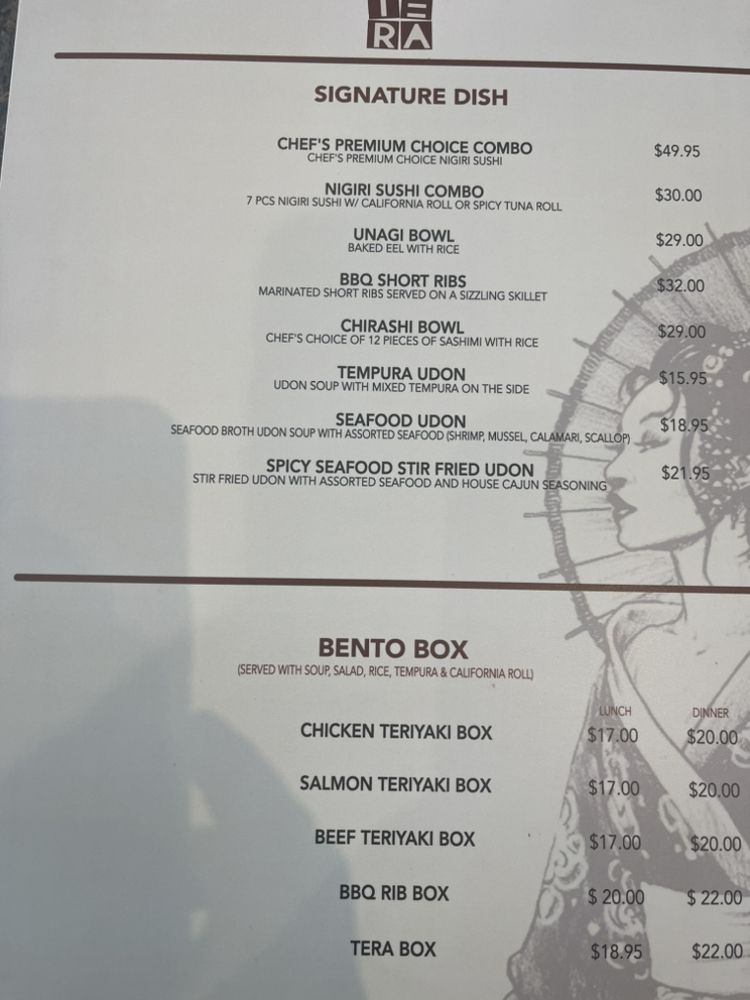 TERA
SIGNATURE DISH
CHEF'S PREMIUM CHOICE COMBO $49.95
CHEF'S PREMIUM CHOICE NIGIRI SUSHI
NIGIRI SUSHI COMBO $30.00
7 PCS NIGIRI SUSHI W/ CALIFORNIA ROLL OR SPICY TUNA ROLL
UNAGI BOWL $29.00
BAKED EEL WITH RICE
BBQ SHORT RIBS $32.00
MARINATED SHORT RIBS SERVED ON A SIZZLING SKILLET
CHIRASHI BOWL $29.00
CHEF'S CHOICE OF 12 PIECES OF SASHIMI WITH RICE
TEMPURA UDON $15.95
UDON SOUP WITH MIXED TEMPURA ON THE SIDE
SEAFOOD UDON $18.95
SEAFOOD BROTH UDON SOUP WITH ASSORTED SEAFOOD (SHRIMP, MUSSEL, CALAMARI, SCALLOP)
SPICY SEAFOOD STIR FRIED UDON $21.95
STIR FRIED UDON WITH ASSORTED SEAFOOD AND HOUSE CAJUN SEASONING
BENTO BOX
(SERVED WITH SOUP, SALAD, RICE, TEMPURA & CALIFORNIA ROLL)
LUNCH DINNER
CHICKEN TERIYAKI BOX $17.00 $20.00
SALMON TERIYAKI BOX $17.00 $20.00
BEEF TERIYAKI BOX $17.00 $20.00
BBQ RIB BOX $ 20.00 $ 22.00
TERA BOX $18.95 $22.00